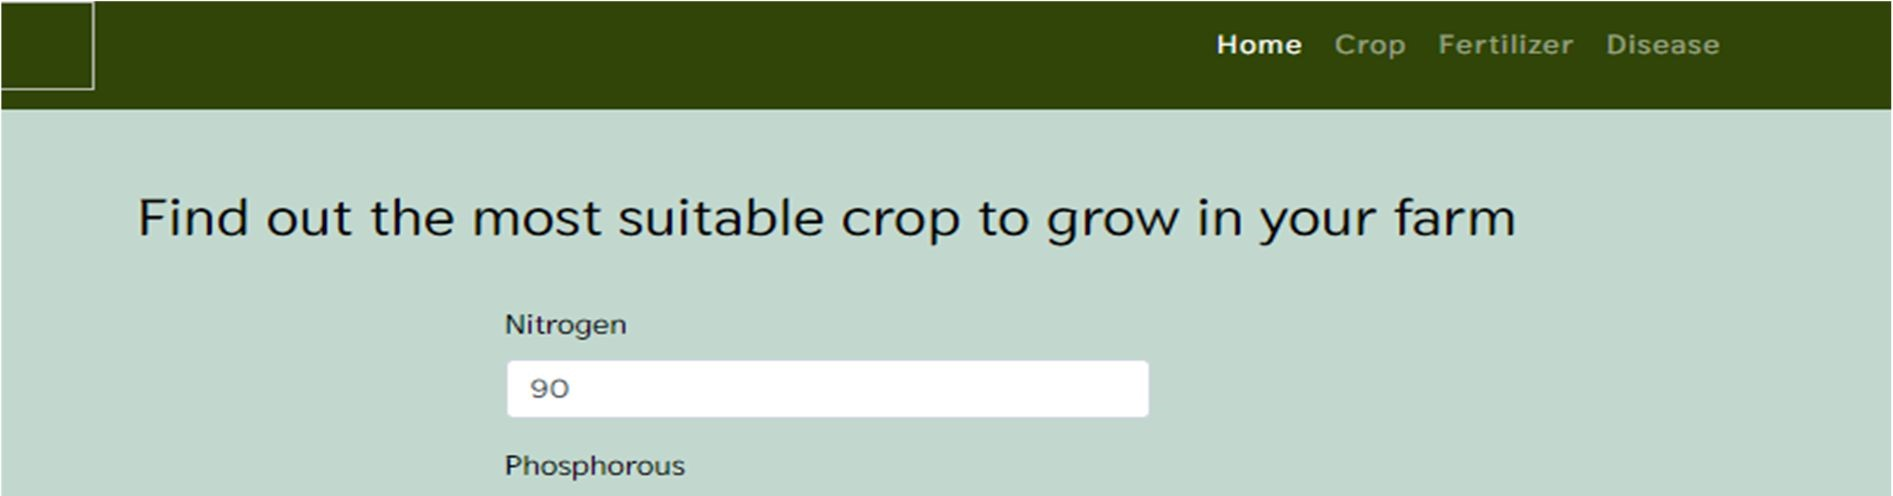 Home Crop Fertilizer Disease
Find out the most suitable crop to grow in your farm
Nitrogen
90
Phosphorous